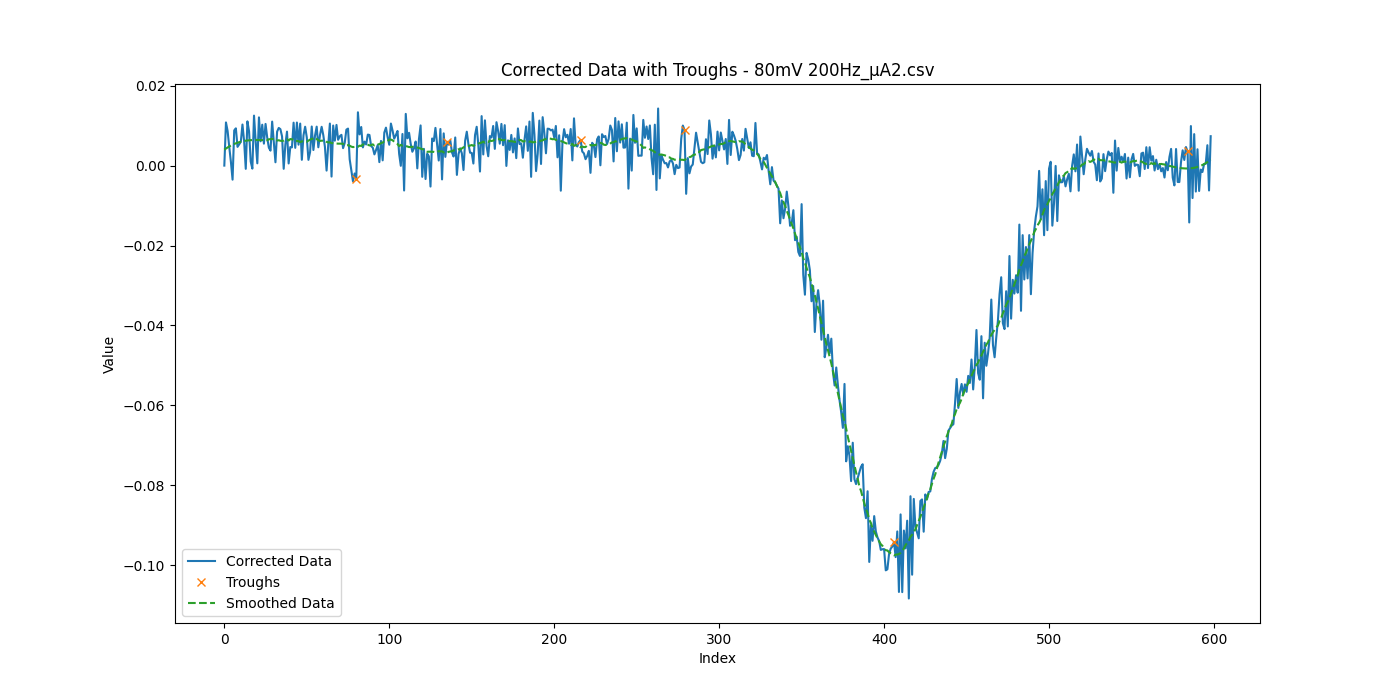 Corrected Data with Troughs - 80mV 200Hz_µA2.csv
0.02
0.00
−0.02
−0.04
−0.06
−0.08
−0.10
Value
Corrected Data
Troughs
Smoothed Data
0 100 200 300 400 500 600
Index